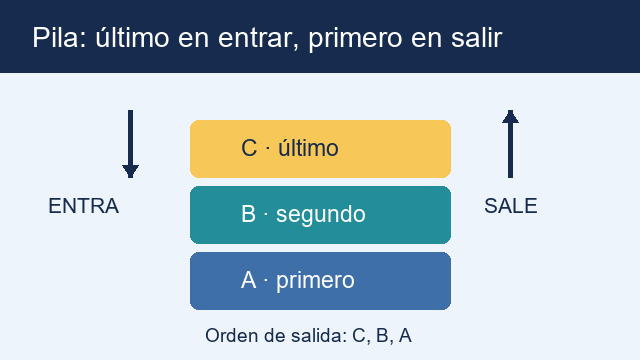 Pila: último en entrar, primero en salir
C · último
ENTRA
B · segundo
SALE
A · primero
Orden de salida: C, B, A